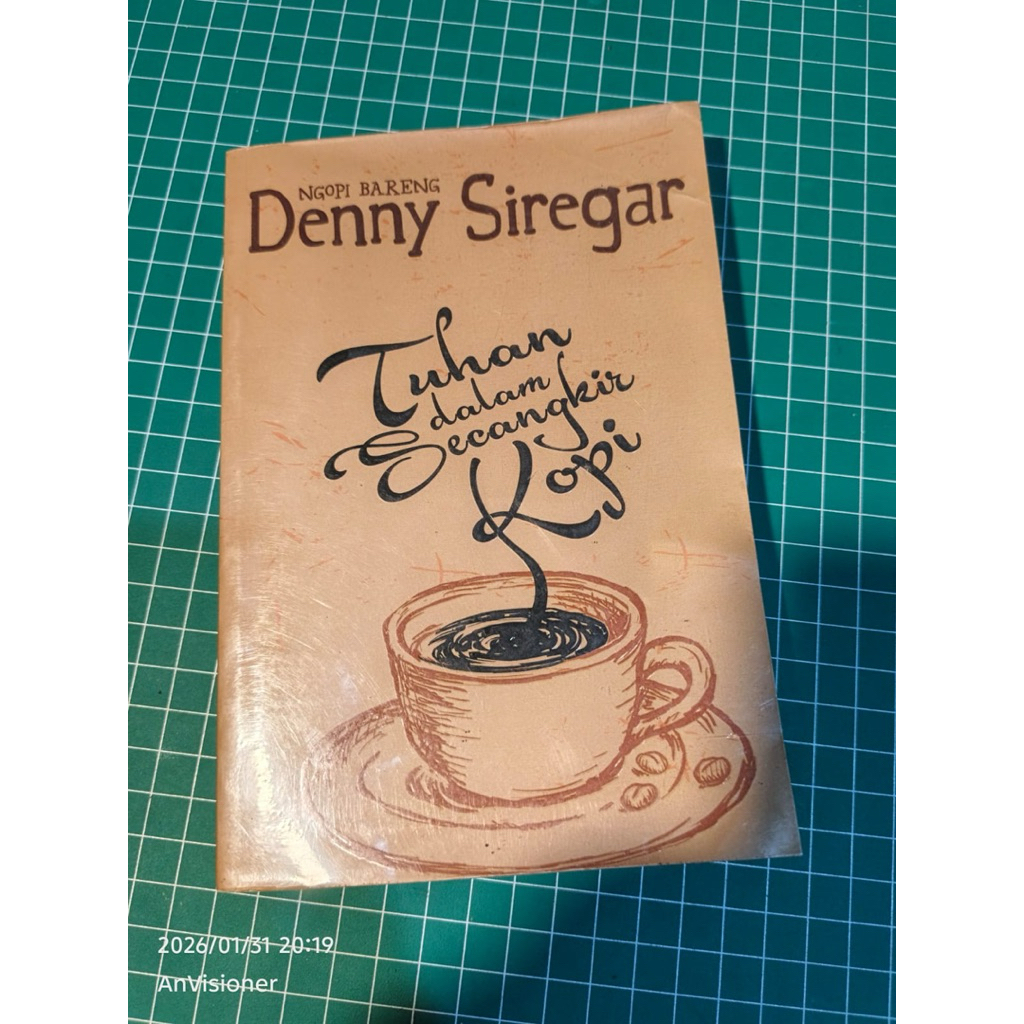 NGOPI BARENG
Denny Siregar
Tuhan
dalam
Secangkir
Kopi
2026/01/31 20:19
AnVisioner